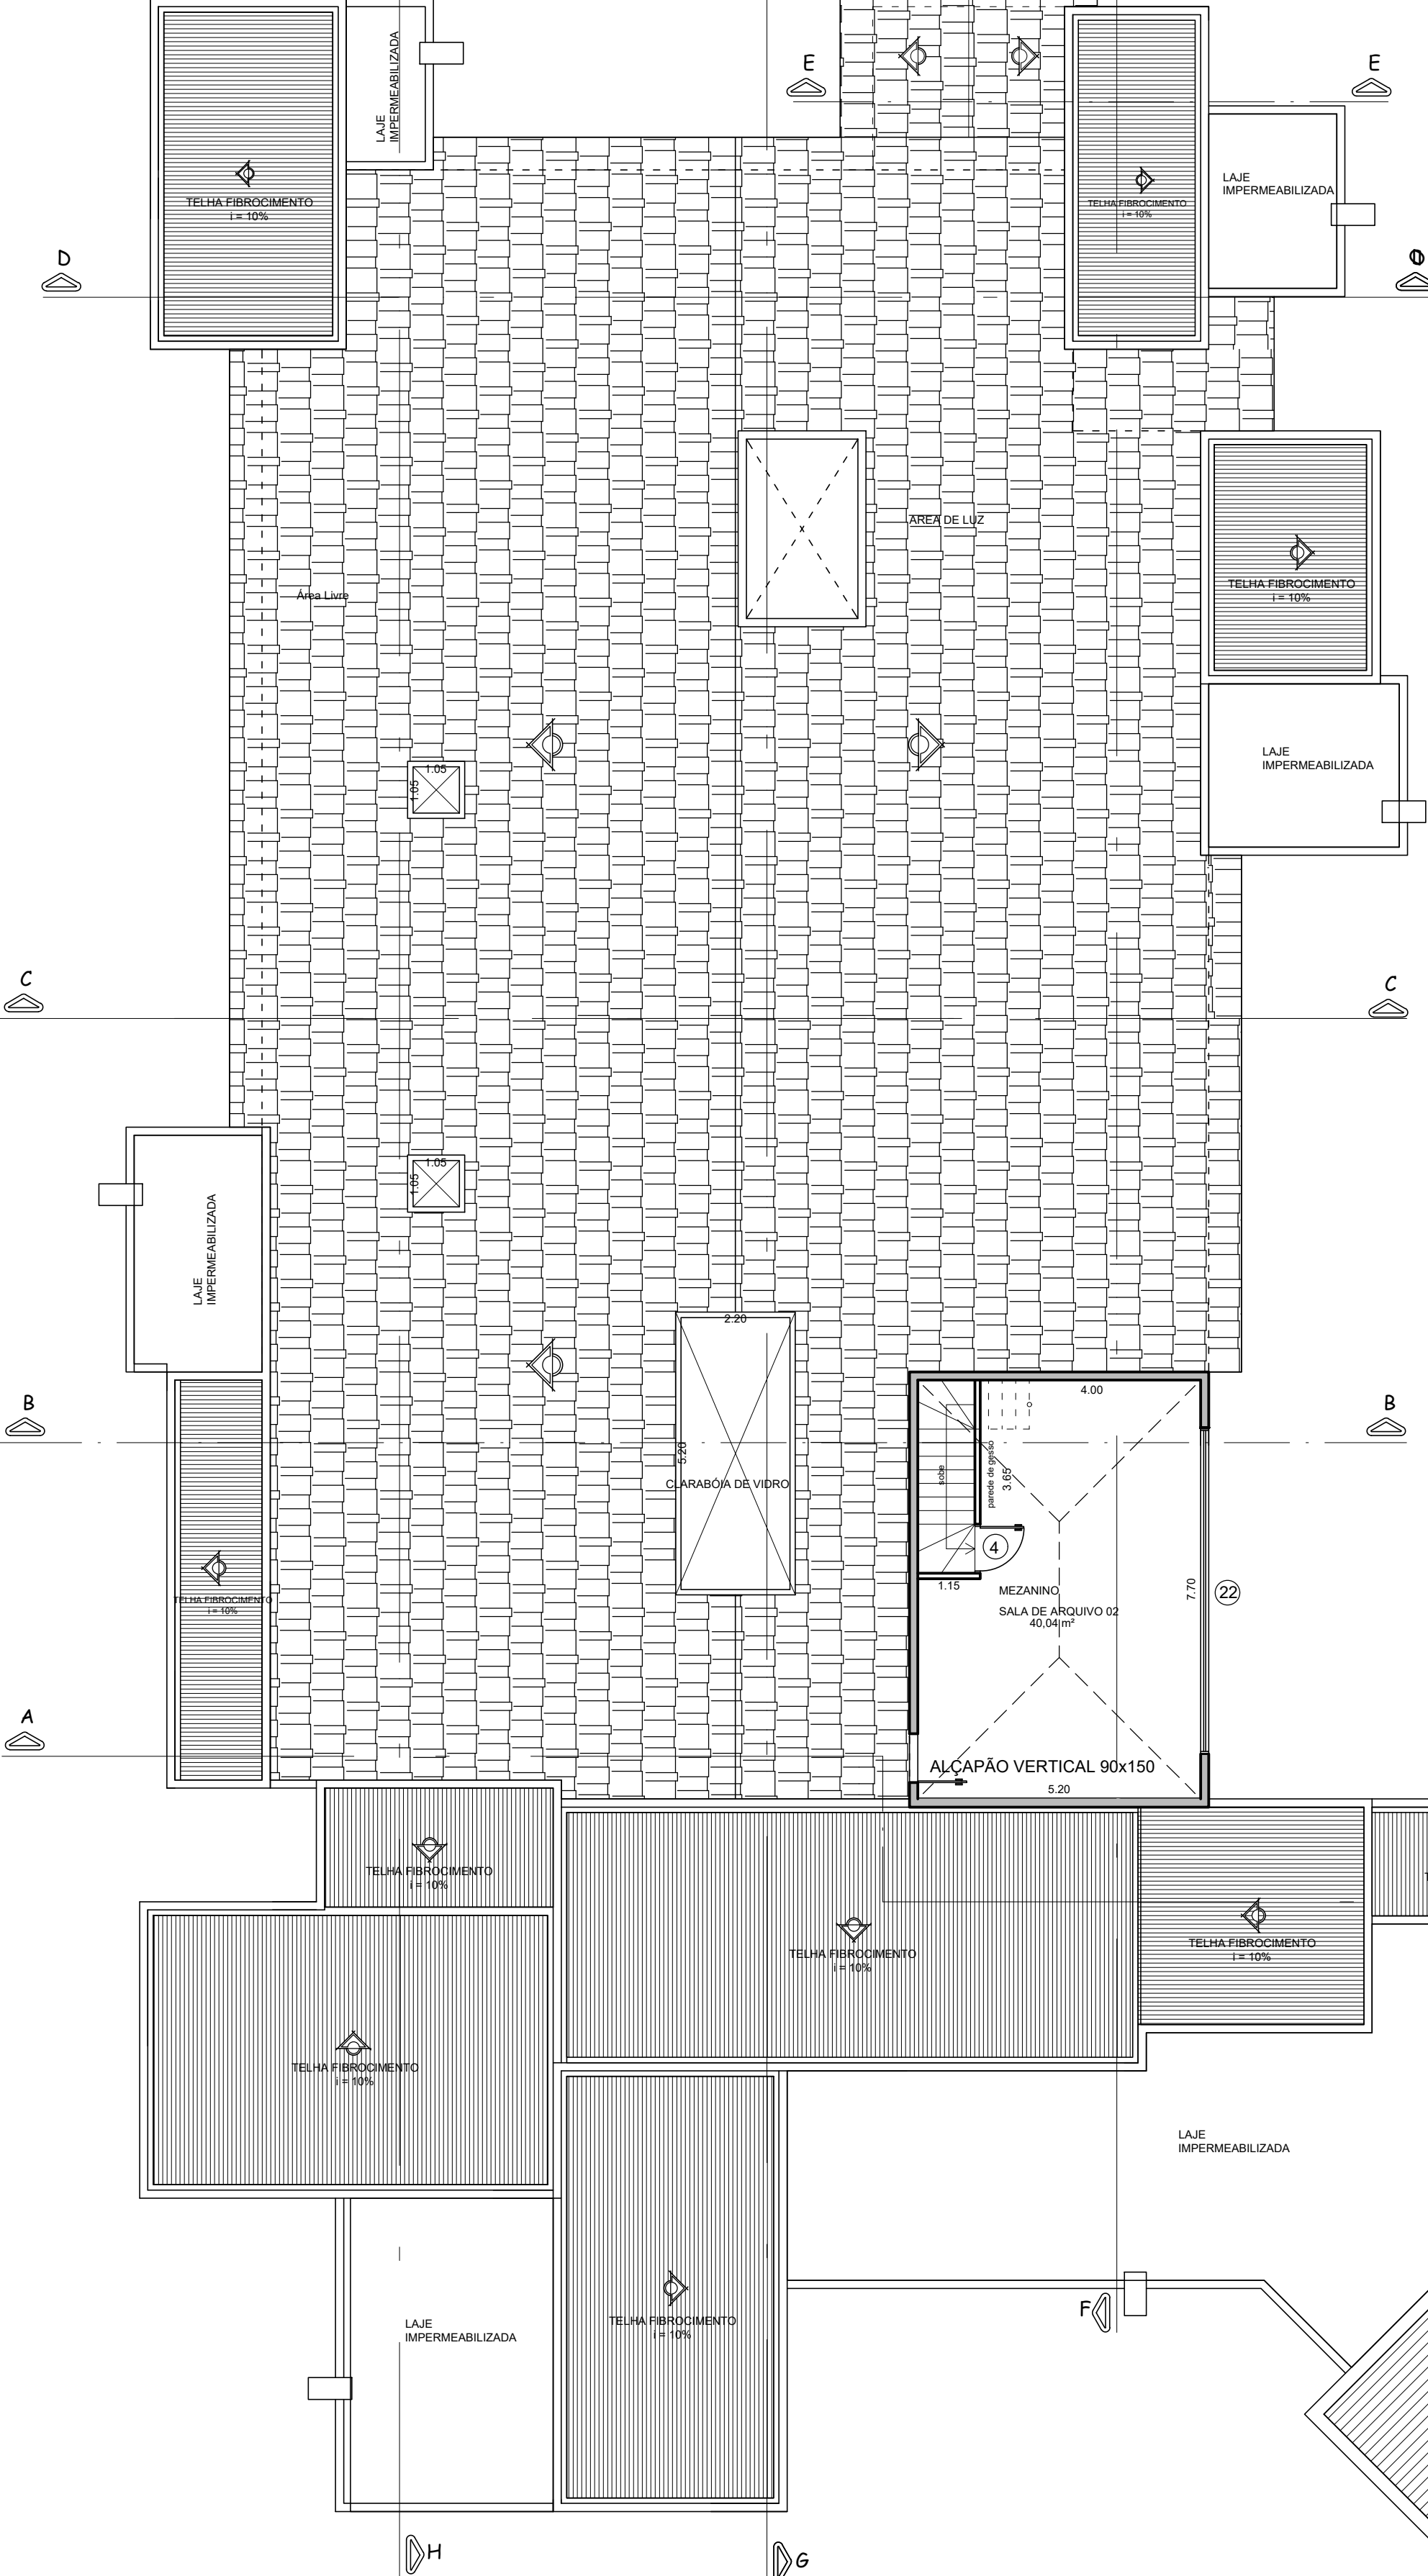 LAJE
IMPERMEABILIZADA
E
E
TELHA FIBROCIMENTO
i = 10%
TELHA FIBROCIMENTO
i = 10%
LAJE
IMPERMEABILIZADA
D
D
AREA DE LUZ
Área Livre
TELHA FIBROCIMENTO
i = 10%
LAJE
IMPERMEABILIZADA
1.05
1.05
C
C
1.05
1.05
LAJE
IMPERMEABILIZADA
2.20
5.20
CLARABÓIA DE VIDRO
B
B
4.00
sobe
parede de gesso
3.65
4
1.15
MEZANINO
SALA DE ARQUIVO 02
40,04 m²
7.70
22
TELHA FIBROCIMENTO
i = 10%
A
ALÇAPÃO VERTICAL 90x150
5.20
TELHA FIBROCIMENTO
i = 10%
TELHA FIBROCIMENTO
i = 10%
TELHA FIBROCIMENTO
i = 10%
TELHA FIBROCIMENTO
i = 10%
LAJE
IMPERMEABILIZADA
F
LAJE
IMPERMEABILIZADA
TELHA FIBROCIMENTO
i = 10%
H
G